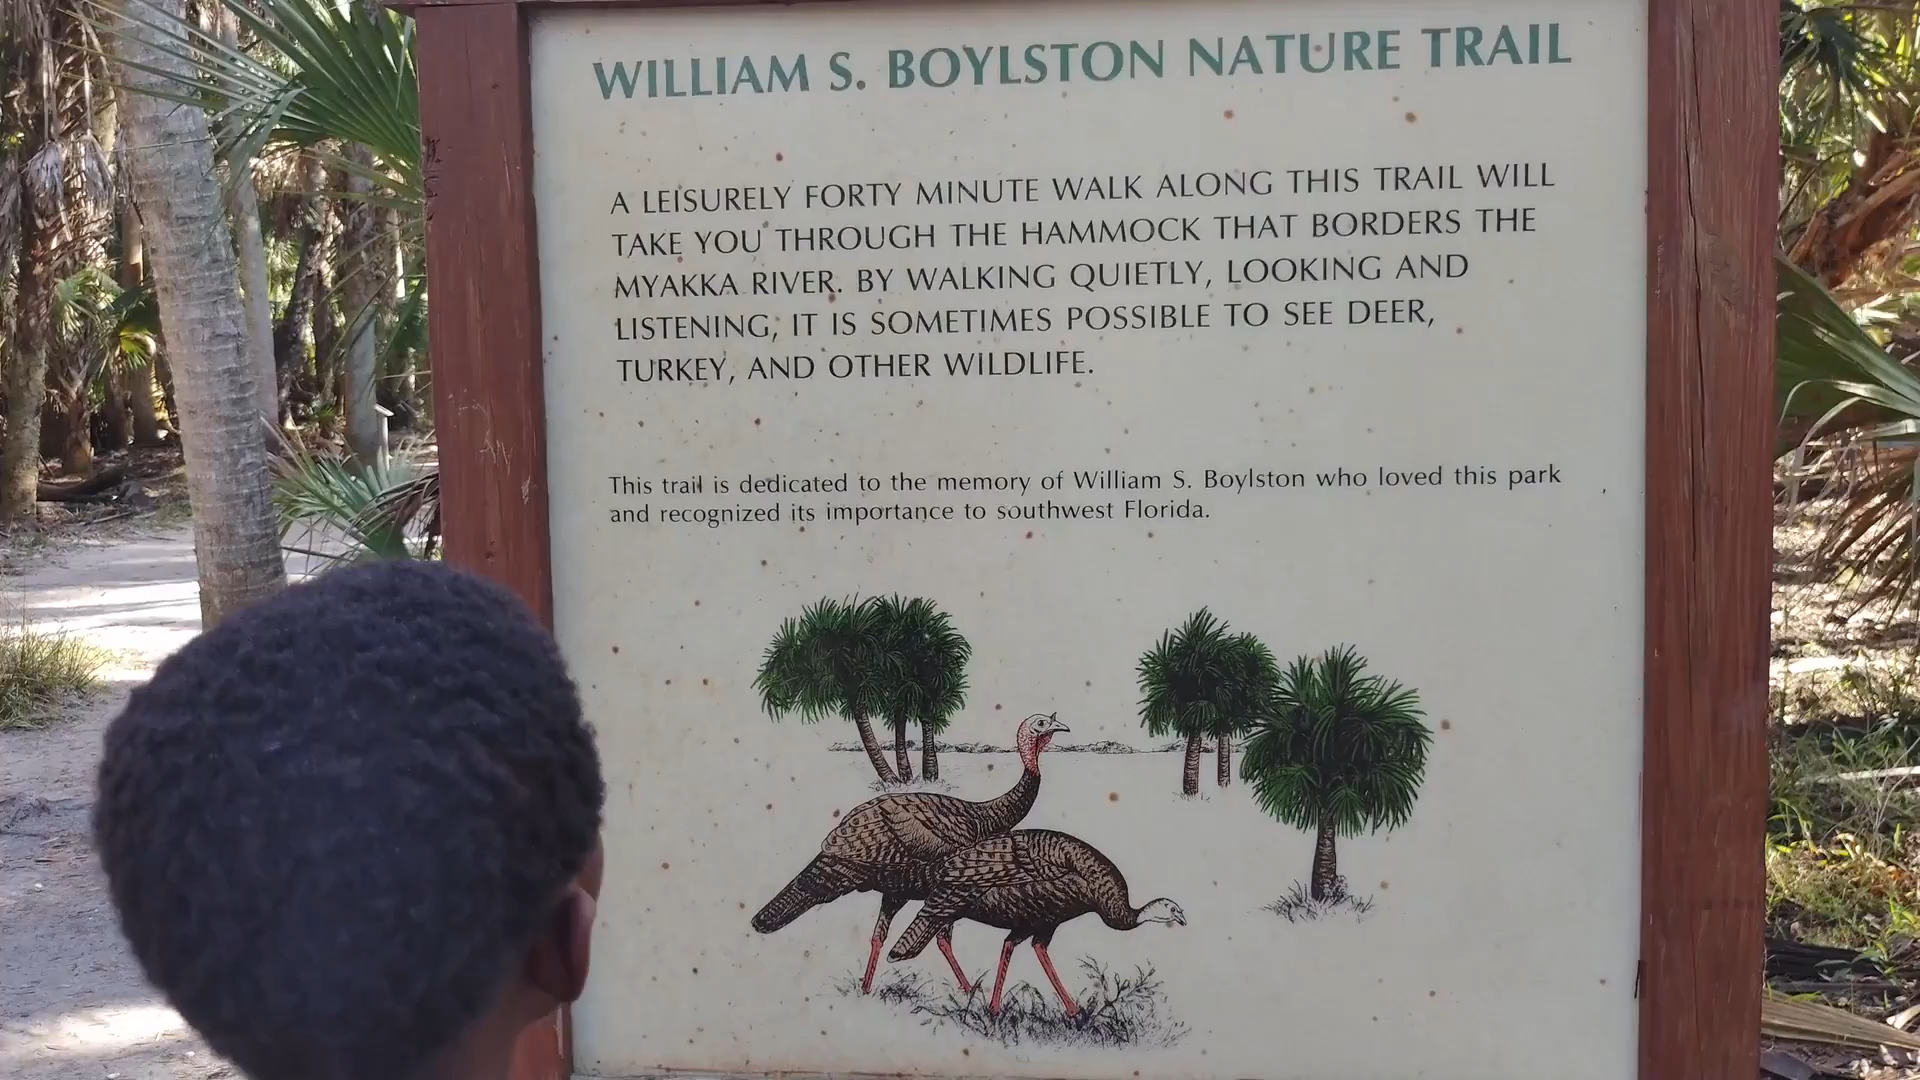 WILLIAM S. BOYLSTON NATURE TRAIL
A LEISURELY FORTY MINUTE WALK ALONG THIS TRAIL WILL
TAKE YOU THROUGH THE HAMMOCK THAT BORDERS THE
MYAKKA RIVER. BY WALKING QUIETLY, LOOKING AND
LISTENING, IT IS SOMETIMES POSSIBLE TO SEE DEER,
TURKEY, AND OTHER WILDLIFE.
This trail is dedicated to the memory of William S. Boylston who loved this park
and recognized its importance to southwest Florida.